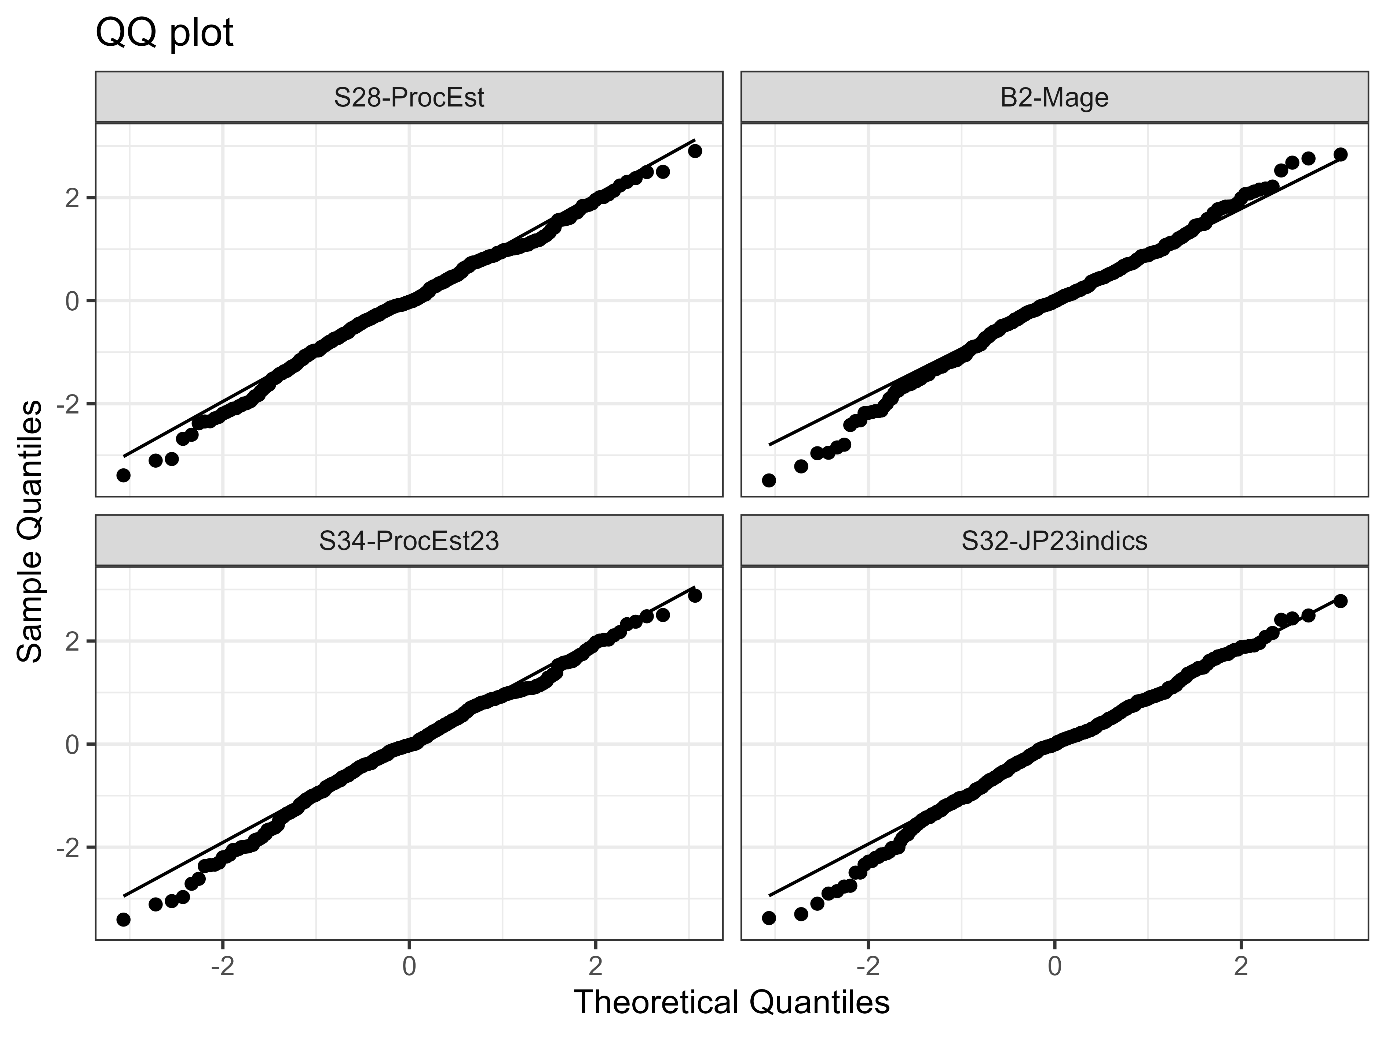 QQ plot
S28-ProcEst
B2-Mage
2
0
-2
S34-ProcEst23
S32-JP23indics
2
0
-2
Sample Quantiles
-2 0 2 -2 0 2
Theoretical Quantiles